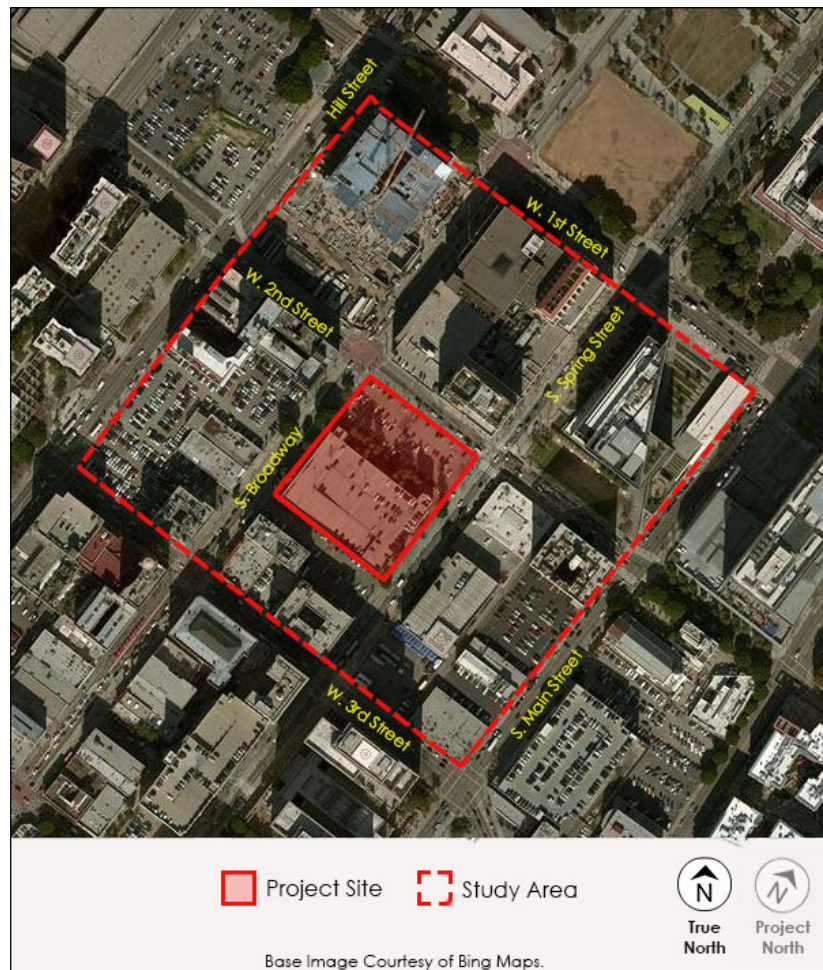 Hill Street
W. 1st Street
W. 2nd Street
S. Spring Street
S. Broadway
W. 3rd Street
S. Main Street
Project Site
Study Area
N
True
North
N
Project
North
Base Image Courtesy of Bing Maps.